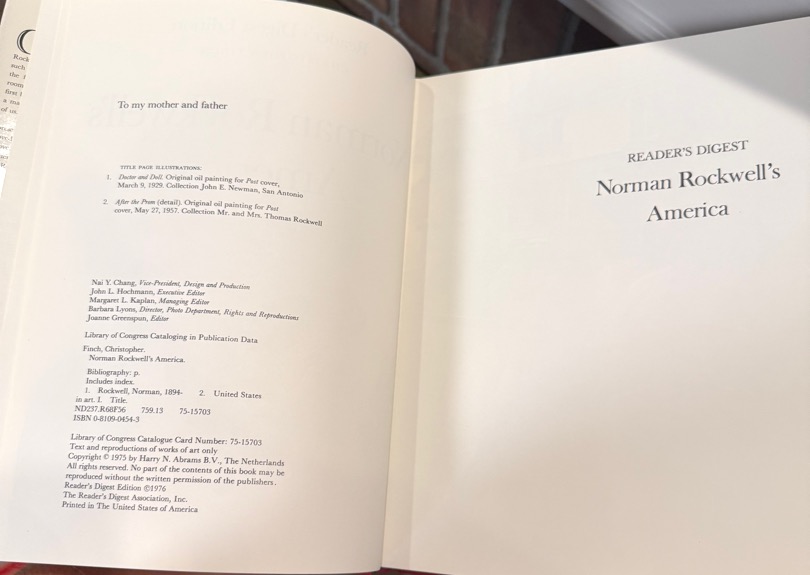 Rock
such
the f
room
first t
a ma
of us
To my mother and father
TITLE PAGE ILLUSTRATIONS:
1. Doctor and Doll. Original oil painting for Post cover,
March 9, 1929. Collection John E. Newman, San Antonio
2. After the Prom (detail). Original oil painting for Post
cover, May 27, 1957. Collection Mr. and Mrs. Thomas Rockwell
Nai Y. Chang, Vice-President, Design and Production
John L. Hochmann, Executive Editor
Margaret L. Kaplan, Managing Editor
Barbara Lyons, Director, Photo Department, Rights and Reproductions
Joanne Greenspun, Editor
Library of Congress Cataloging in Publication Data
Finch, Christopher.
Norman Rockwell's America.
Bibliography: p.
Includes index.
1. Rockwell, Norman, 1894- 2. United States
in art. I. Title.
ND237.R68F56 759.13 75-15703
ISBN 0-8109-0454-3
Library of Congress Catalogue Card Number: 75-15703
Text and reproductions of works of art only
Copyright © 1975 by Harry N. Abrams B.V., The Netherlands
All rights reserved. No part of the contents of this book may be
reproduced without the written permission of the publishers.
Reader's Digest Edition ©1976
The Reader's Digest Association, Inc.
Printed in The United States of America
READER'S DIGEST
Norman Rockwell's
America